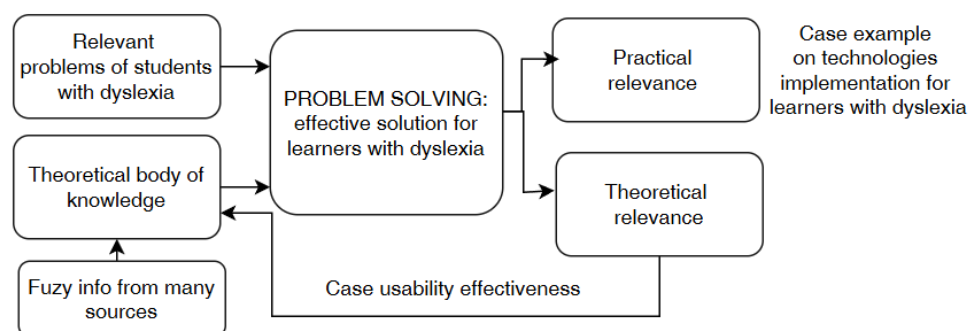 Relevant
problems of students
with dyslexia
Theoretical body of
knowledge
Fuzy info from many
sources
PROBLEM SOLVING:
effective solution for
learners with dyslexia
Practical
relevance
Theoretical
relevance
Case example
on technologies
implementation for
learners with dyslexia
Case usability effectiveness